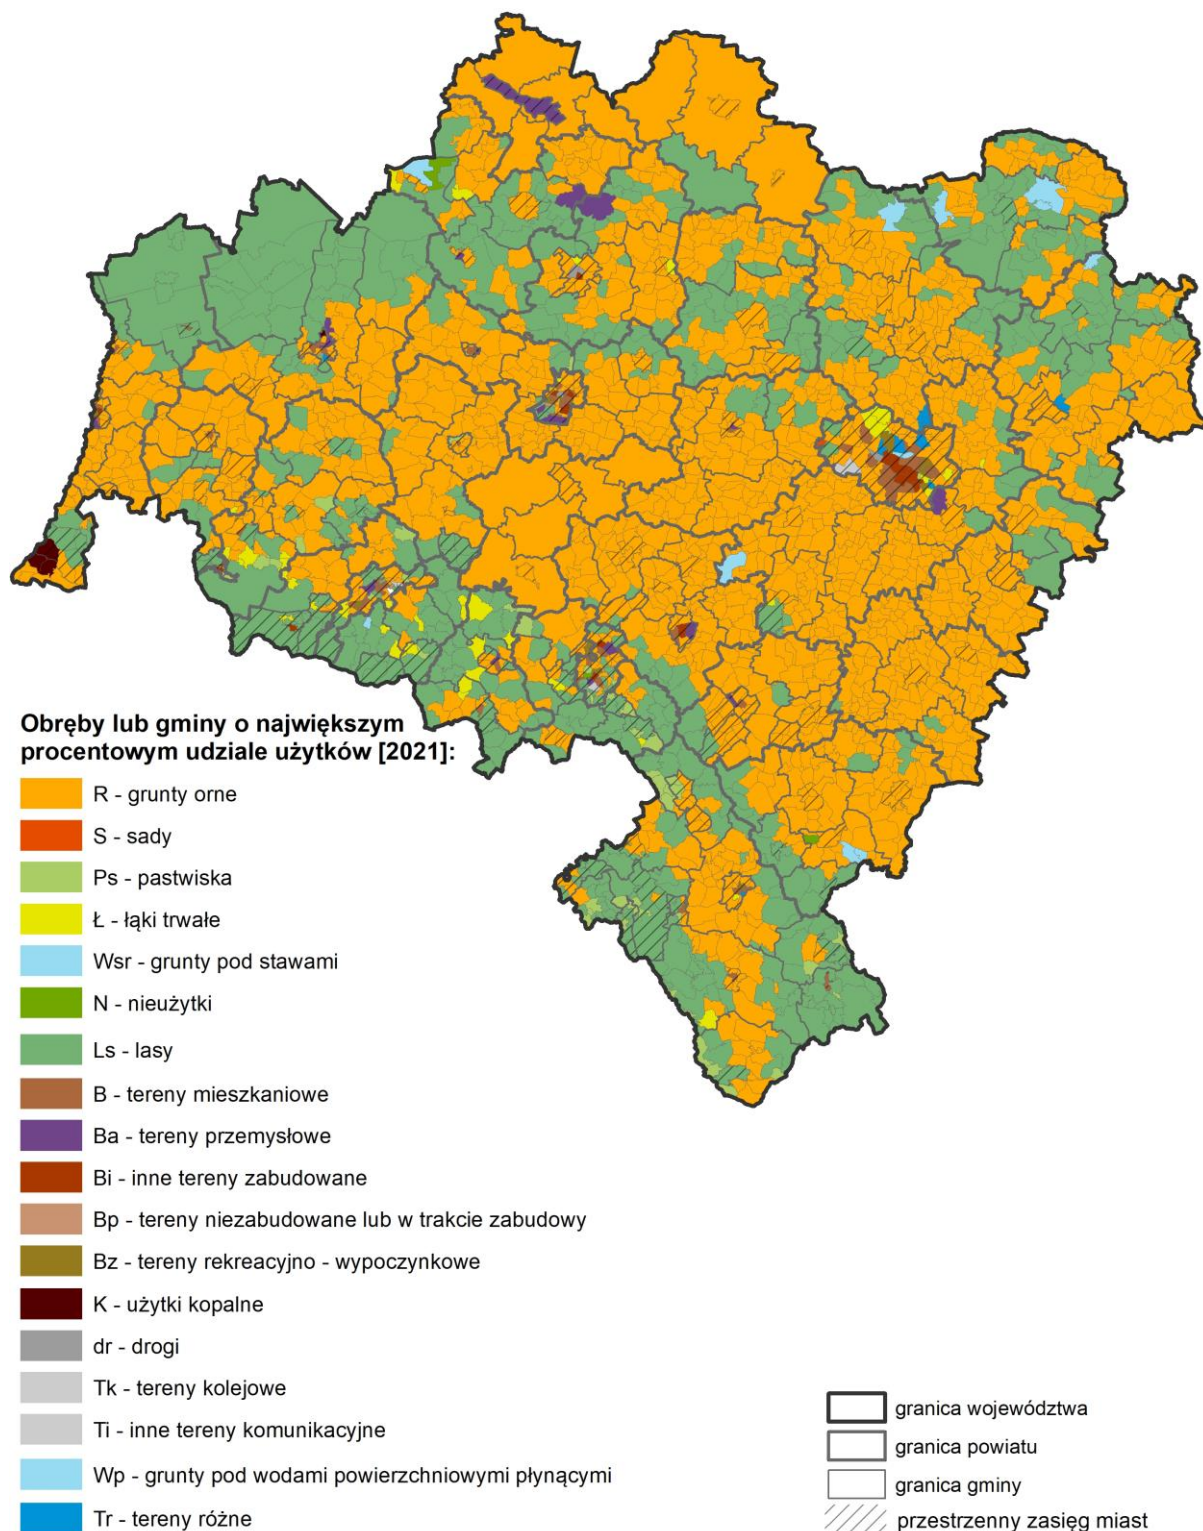 Obręby lub gminy o największym
procentowym udziale użytków [2021]:
R - grunty orne
S - sady
Ps - pastwiska
Ł - łąki trwałe
Wsr - grunty pod stawami
N - nieużytki
Ls - lasy
B - tereny mieszkaniowe
Ba - tereny przemysłowe
Bi - inne tereny zabudowane
Bp - tereny niezabudowane lub w trakcie zabudowy
Bz - tereny rekreacyjno - wypoczynkowe
K - użytki kopalne
dr - drogi
Tk - tereny kolejowe
Ti - inne tereny komunikacyjne
Wp - grunty pod wodami powierzchniowymi płynącymi
Tr - tereny różne
granica województwa
granica powiatu
granica gminy
przestrzenny zasięg miast